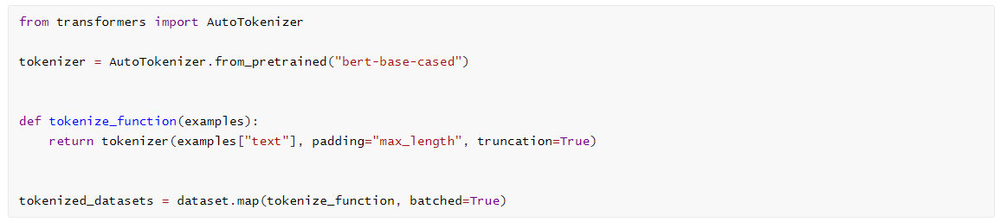 from transformers import AutoTokenizer
tokenizer = AutoTokenizer.from_pretrained("bert-base-cased")
def tokenize_function(examples):
    return tokenizer(examples["text"], padding="max_length", truncation=True)
tokenized_datasets = dataset.map(tokenize_function, batched=True)